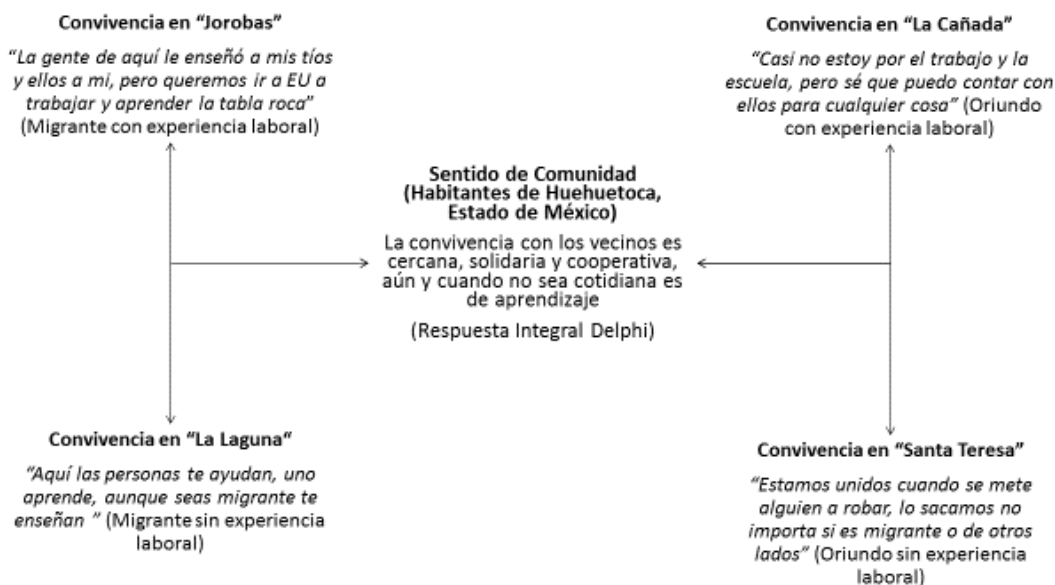 Convivencia en “Jorobas”
“La gente de aquí le enseñó a mis tíos
y ellos a mi, pero queremos ir a EU a
trabajar y aprender la tabla roca”
(Migrante con experiencia laboral)
Convivencia en “La Cañada”
“Casi no estoy por el trabajo y la
escuela, pero sé que puedo contar con
ellos para cualquier cosa” (Oriundo
con experiencia laboral)
Sentido de Comunidad
(Habitantes de Huehuetoca,
Estado de México)
La convivencia con los vecinos es
cercana, solidaria y cooperativa,
aún y cuando no sea cotidiana es
de aprendizaje
(Respuesta Integral Delphi)
Convivencia en “La Laguna“
“Aquí las personas te ayudan, uno
aprende, aunque seas migrante te
enseñan ” (Migrante sin experiencia
laboral)
Convivencia en “Santa Teresa”
“Estamos unidos cuando se mete
alguien a robar, lo sacamos no
importa si es migrante o de otros
lados” (Oriundo sin experiencia
laboral)